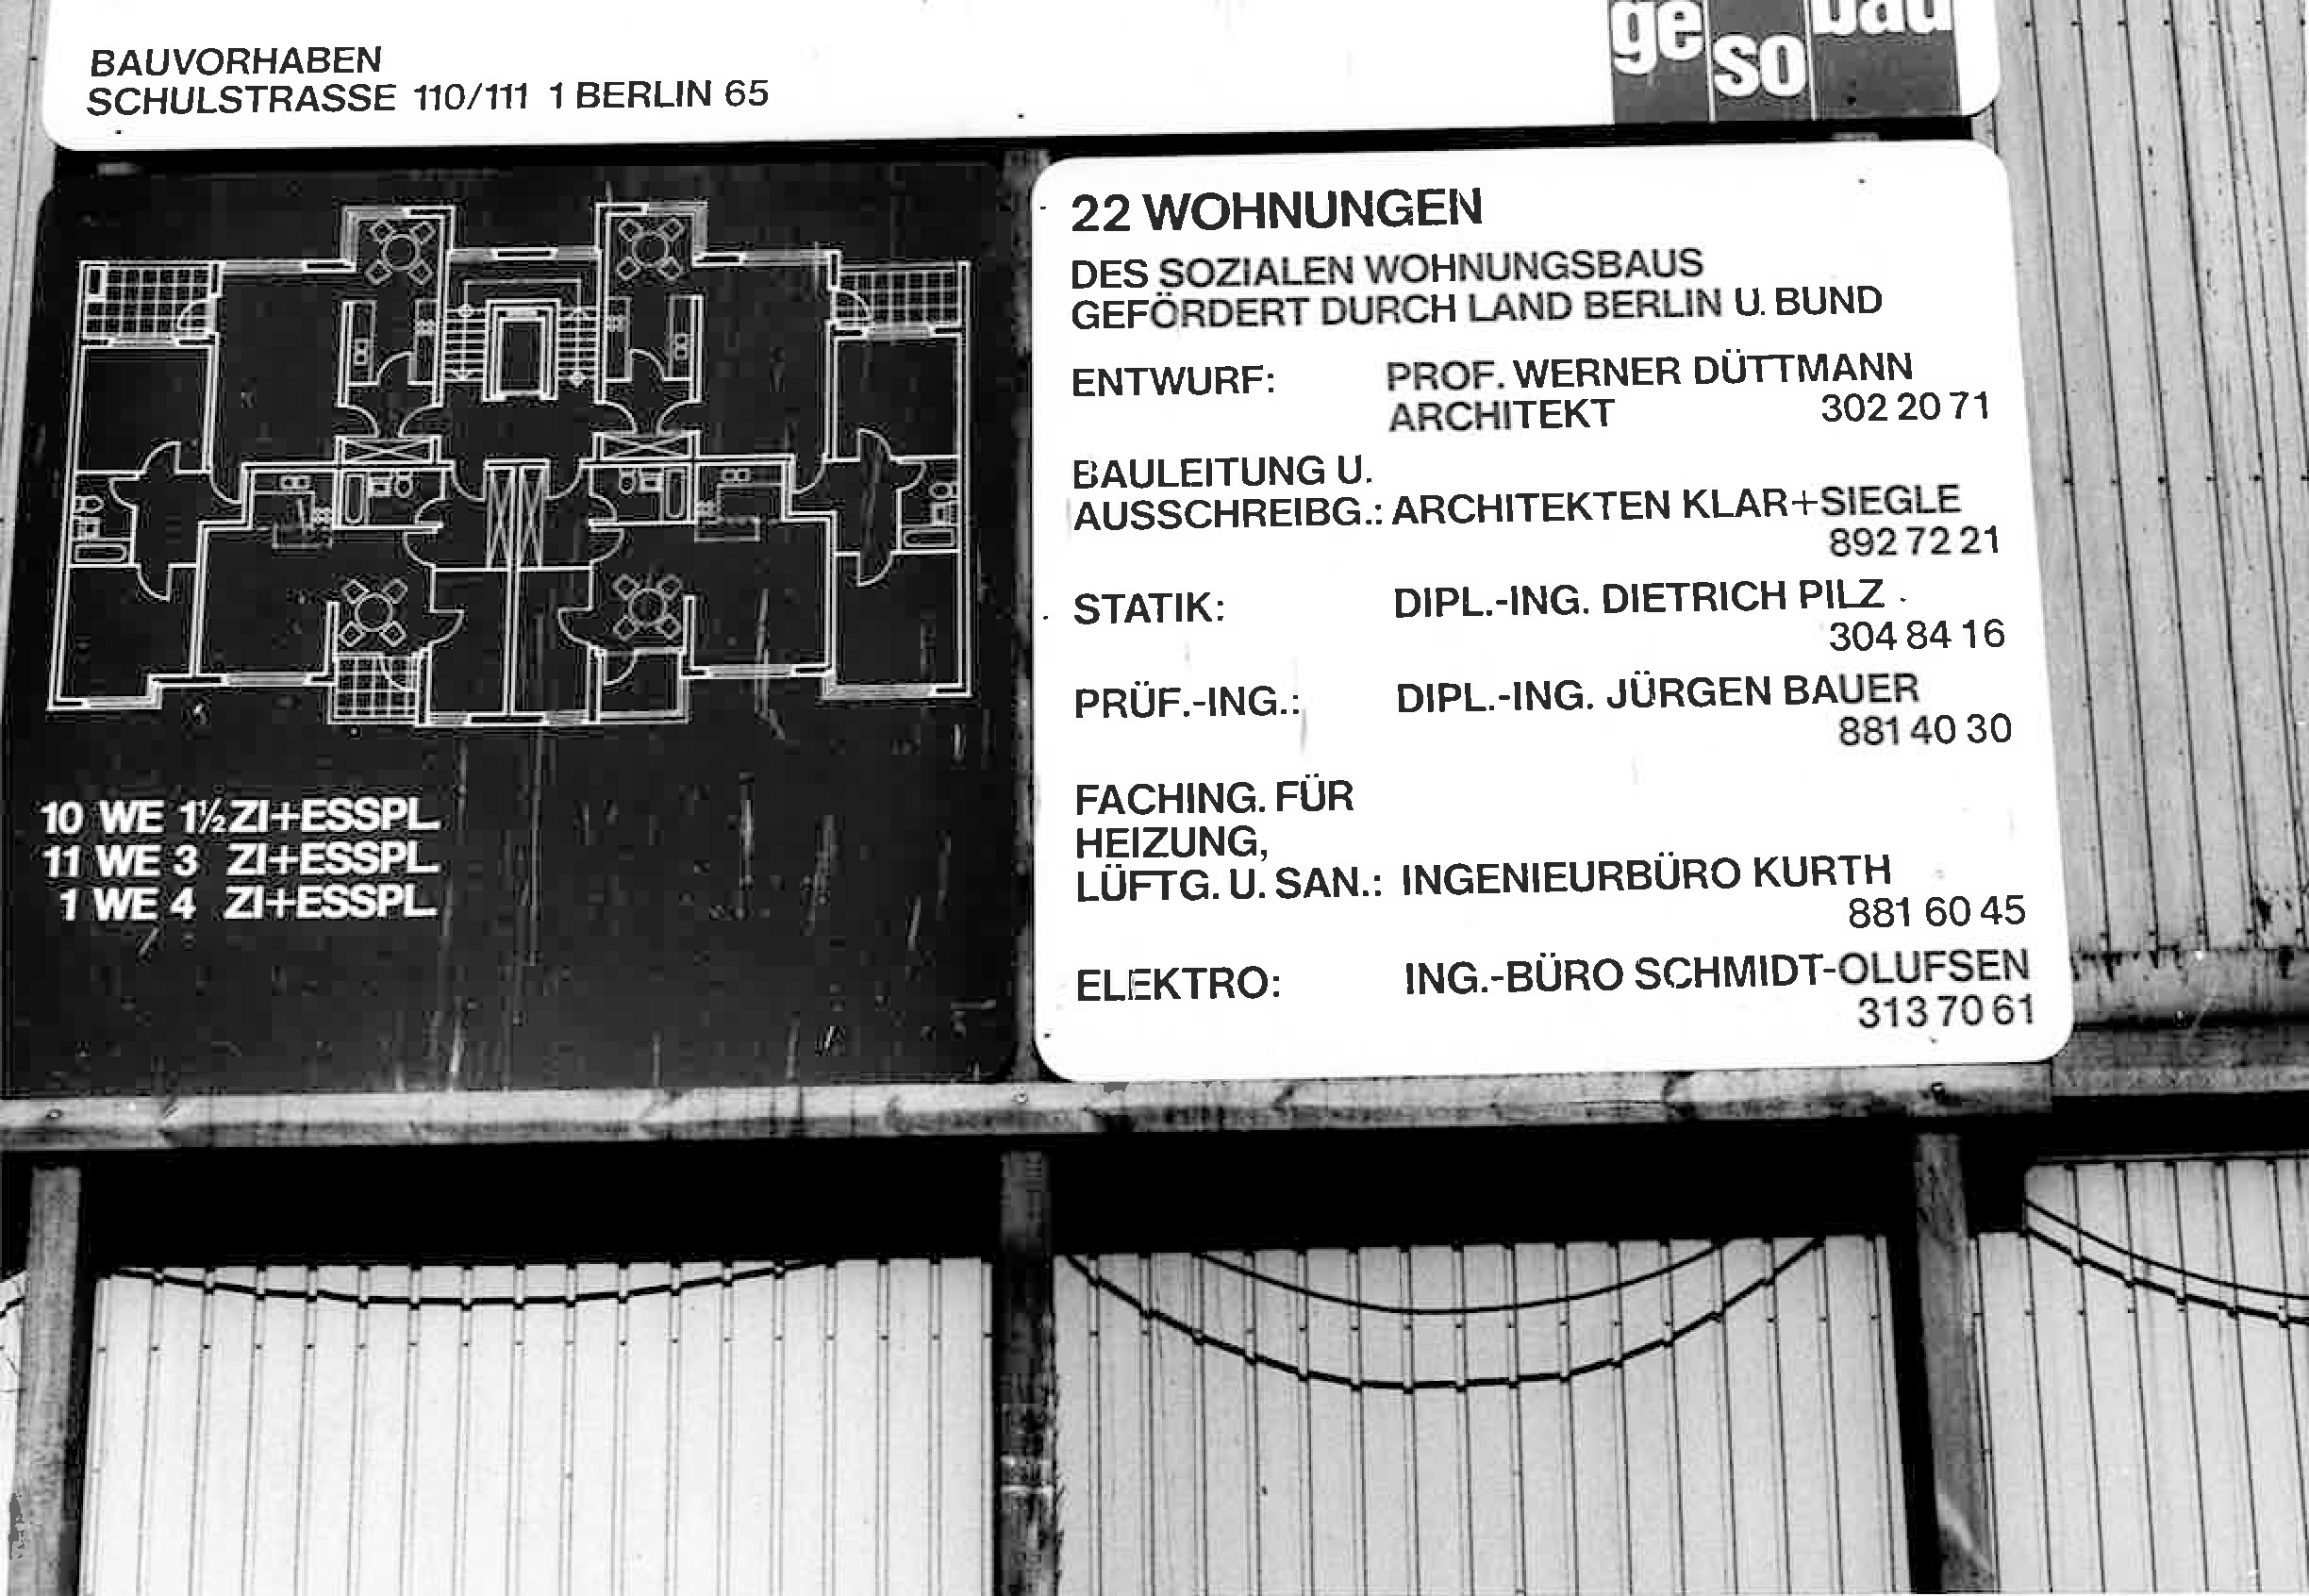 BAUVORHABEN
SCHULSTRASSE 110/111 1 BERLIN 65
ge so bau
10 WE 1½ ZI+ESSPL.
11 WE 3 ZI+ESSPL.
1 WE 4 ZI+ESSPL.
22 WOHNUNGEN
DES SOZIALEN WOHNUNGSBAUS
GEFÖRDERT DURCH LAND BERLIN U. BUND
ENTWURF: PROF. WERNER DÜTTMANN
ARCHITEKT 302 20 71
BAULEITUNG U.
AUSSCHREIBG.: ARCHITEKTEN KLAR+SIEGLE
892 72 21
STATIK: DIPL.-ING. DIETRICH PILZ
304 84 16
PRÜF.-ING.: DIPL.-ING. JÜRGEN BAUER
881 40 30
FACHING. FÜR
HEIZUNG,
LÜFTG. U. SAN.: INGENIEURBÜRO KURTH
881 60 45
ELEKTRO: ING.-BÜRO SCHMIDT-OLUFSEN
313 70 61